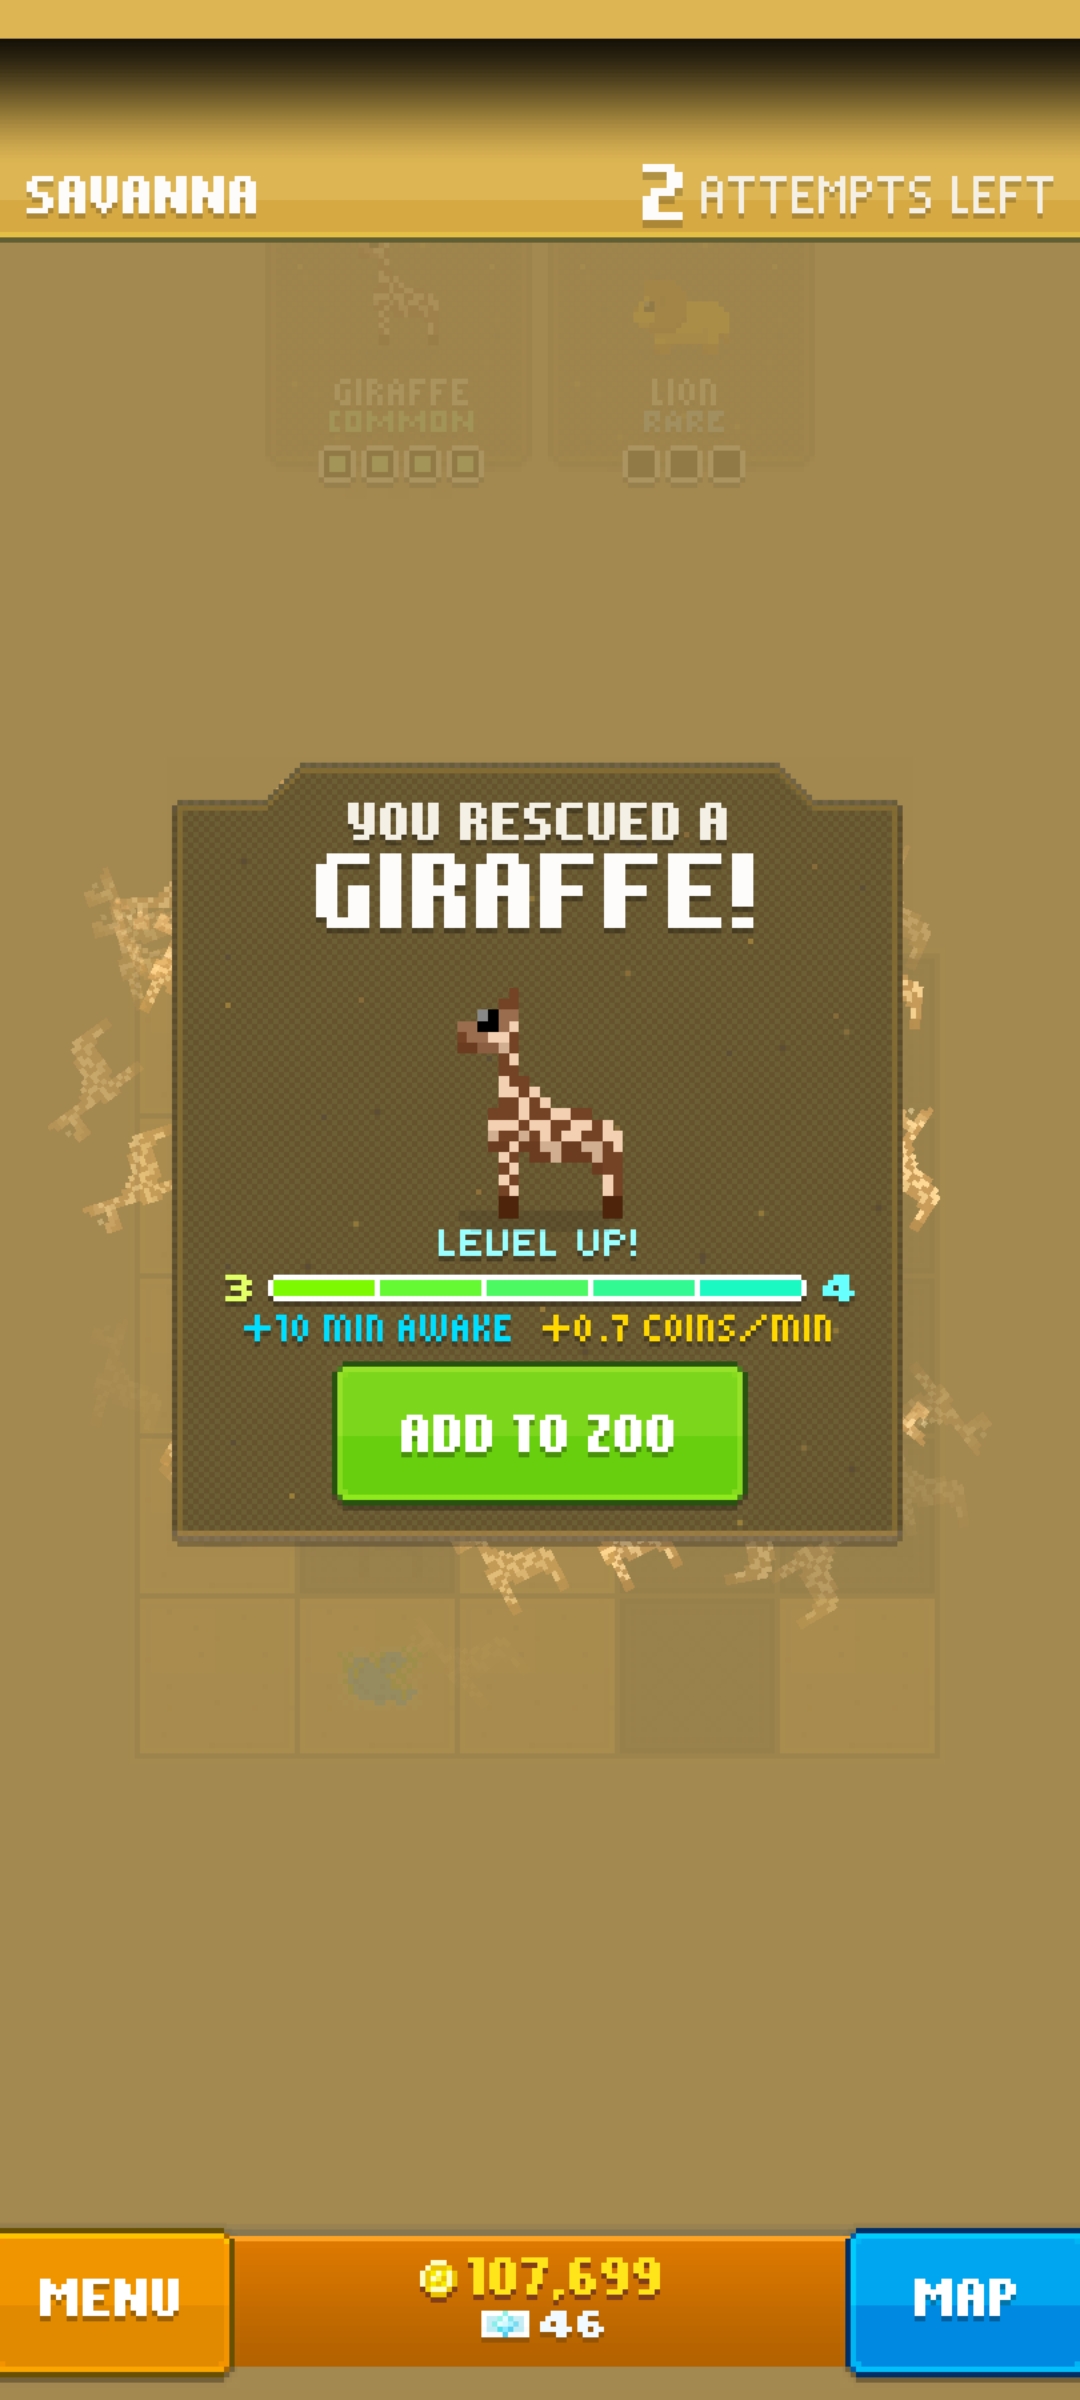 SAVANNA
2 ATTEMPTS LEFT
GIRAFFE
COMMON
LION
RARE
YOU RESCUED A
GIRAFFE!
LEVEL UP!
3
4
+10 MIN AWAKE +0.7 COINS/MIN
ADD TO ZOO
MENU
107,699
46
MAP